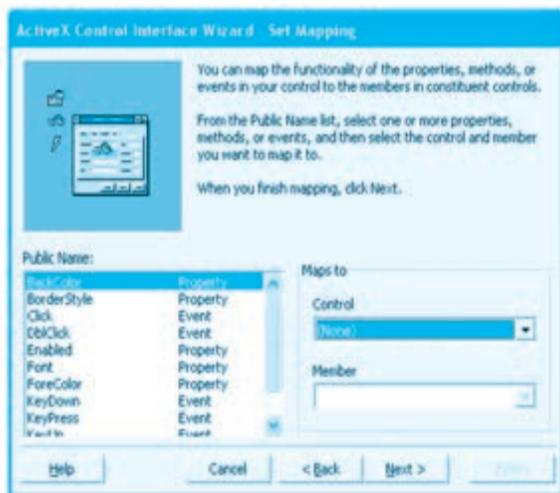 ActiveX Control Interface Wizard - Set Mapping
You can map the functionality of the properties, methods, or
events in your control to the members in constituent controls.
From the Public Name list, select one or more properties,
methods, or events, and then select the control and member
you want to map it to.
When you finish mapping, click Next.
Public Name:
BackColor Property
BorderStyle Property
Click Event
DblClick Event
Enabled Property
Font Property
ForeColor Property
KeyDown Event
KeyPress Event
KeyUp Event
Maps to
Control
(None)
Member
Help
Cancel
< Back
Next >